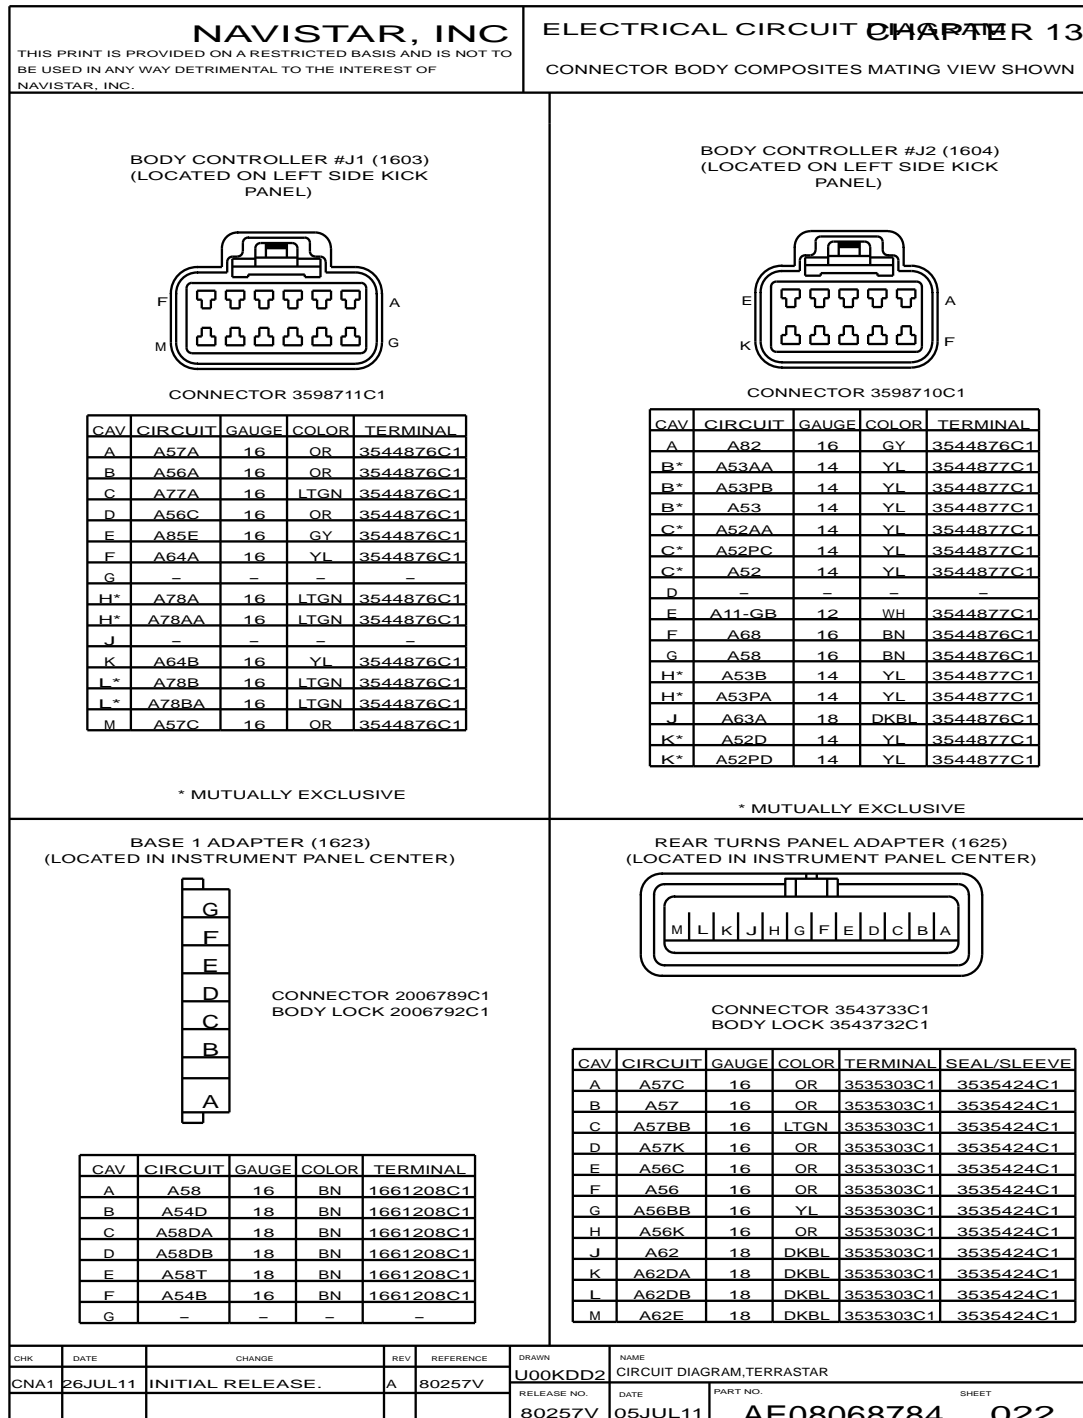 NAVISTAR, INC
THIS PRINT IS PROVIDED ON A RESTRICTED BASIS AND IS NOT TO
BE USED IN ANY WAY DETRIMENTAL TO THE INTEREST OF
NAVISTAR, INC.
ELECTRICAL CIRCUIT DIAGRAM
CHAPTER 13
CONNECTOR BODY COMPOSITES MATING VIEW SHOWN
BODY CONTROLLER #J1 (1603)
(LOCATED ON LEFT SIDE KICK
PANEL)
F A
M G
CONNECTOR 3598711C1
CAV CIRCUIT GAUGE COLOR TERMINAL
A A57A 16 OR 3544876C1
B A56A 16 OR 3544876C1
C A77A 16 LTGN 3544876C1
D A56C 16 OR 3544876C1
E A85E 16 GY 3544876C1
F A64A 16 YL 3544876C1
G – – – –
H* A78A 16 LTGN 3544876C1
H* A78AA 16 LTGN 3544876C1
J – – – –
K A64B 16 YL 3544876C1
L* A78B 16 LTGN 3544876C1
L* A78BA 16 LTGN 3544876C1
M A57C 16 OR 3544876C1
* MUTUALLY EXCLUSIVE
BODY CONTROLLER #J2 (1604)
(LOCATED ON LEFT SIDE KICK
PANEL)
E A
K F
CONNECTOR 3598710C1
CAV CIRCUIT GAUGE COLOR TERMINAL
A A82 16 GY 3544876C1
B* A53AA 14 YL 3544877C1
B* A53PB 14 YL 3544877C1
B* A53 14 YL 3544877C1
C* A52AA 14 YL 3544877C1
C* A52PC 14 YL 3544877C1
C* A52 14 YL 3544877C1
D – – – –
E A11-GB 12 WH 3544877C1
F A68 16 BN 3544876C1
G A58 16 BN 3544876C1
H* A53B 14 YL 3544877C1
H* A53PA 14 YL 3544877C1
J A63A 18 DKBL 3544876C1
K* A52D 14 YL 3544877C1
K* A52PD 14 YL 3544877C1
* MUTUALLY EXCLUSIVE
BASE 1 ADAPTER (1623)
(LOCATED IN INSTRUMENT PANEL CENTER)
G
F
E
D
C
B
A
CONNECTOR 2006789C1
BODY LOCK 2006792C1
CAV CIRCUIT GAUGE COLOR TERMINAL
A A58 16 BN 1661208C1
B A54D 18 BN 1661208C1
C A58DA 18 BN 1661208C1
D A58DB 18 BN 1661208C1
E A58T 18 BN 1661208C1
F A54B 16 BN 1661208C1
G – – – –
REAR TURNS PANEL ADAPTER (1625)
(LOCATED IN INSTRUMENT PANEL CENTER)
M L K J H G F E D C B A
CONNECTOR 3543733C1
BODY LOCK 3543732C1
CAV CIRCUIT GAUGE COLOR TERMINAL SEAL/SLEEVE
A A57C 16 OR 3535303C1 3535424C1
B A57 16 OR 3535303C1 3535424C1
C A57BB 16 LTGN 3535303C1 3535424C1
D A57K 16 OR 3535303C1 3535424C1
E A56C 16 OR 3535303C1 3535424C1
F A56 16 OR 3535303C1 3535424C1
G A56BB 16 YL 3535303C1 3535424C1
H A56K 16 OR 3535303C1 3535424C1
J A62 18 DKBL 3535303C1 3535424C1
K A62DA 18 DKBL 3535303C1 3535424C1
L A62DB 18 DKBL 3535303C1 3535424C1
M A62E 18 DKBL 3535303C1 3535424C1
CHK DATE CHANGE REV REFERENCE
CNA1 26JUL11 INITIAL RELEASE. A 80257V
DRAWN
U00KDD2
NAME
CIRCUIT DIAGRAM,TERRASTAR
RELEASE NO. DATE PART NO. SHEET
80257V 05JUL11 AE08068784 022